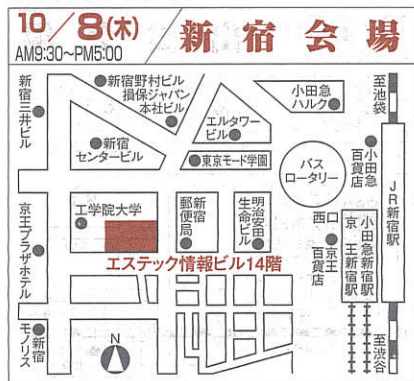 10/8(木)
AM9:30~PM5:00
新宿会場
新宿三井ビル
新宿野村ビル
損保ジャパン
本社ビル
小田急
ハルク
至池袋
エルタワー
ビル
新宿
センタービル
東京モード学園
バス
ロータリー
小田急
百貨店
JR新宿駅
工学院大学
新宿
郵便局
明治安田
生命ビル
西口
京王
百貨店
京王新宿駅
小田急新宿駅
京王プラザホテル
エステック情報ビル14階
新宿
モノリス
N
至渋谷